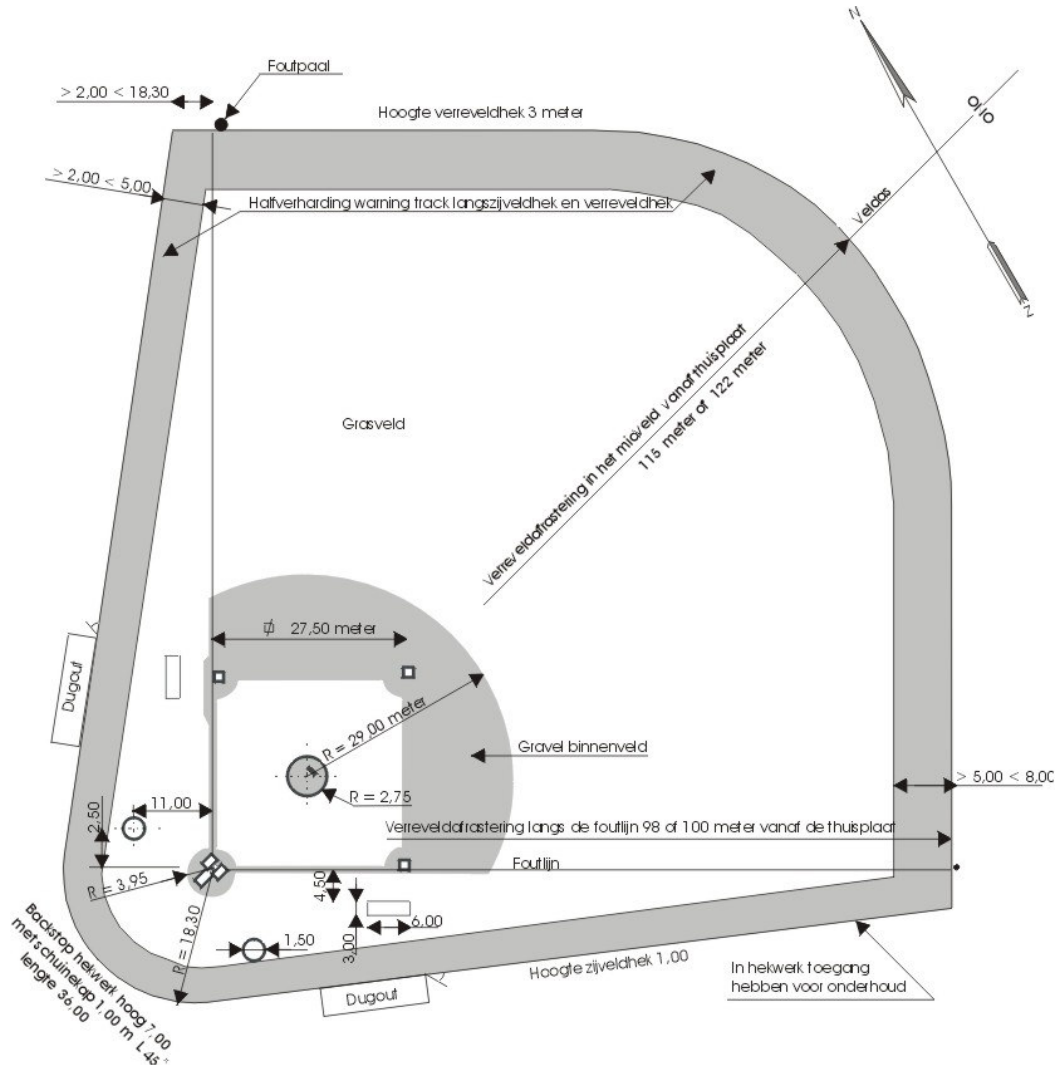 N
Foutpaal
> 2,00 < 18,30
Hoogte verreveldhek 3 meter
OIIO
> 2,00 < 5,00
Halfverharding warning track langszijveldhek en verreveldhek
Veldas
N
Verreveldafrastering in het midveld vanaf thuisplaat
115 meter of 122 meter
Grasveld
27,50 meter
Dugout
R = 29,00 meter
Gravel binnenveld
R = 2,75
> 5,00 < 8,00
11,00
2,50
Verreveldafrastering langs de foutlijn 98 of 100 meter vanaf de thuisplaat
Foutlijn
R = 3,95
4,50
6,00
3,00
1,50
R = 18,30
Hoogte zijveldhek 1,00
In hekwerk toegang
hebben voor onderhoud
Dugout
Backstop hekwerk hoog 7,00
met schuinekap 1,00 m L 45°
lengte 36,00